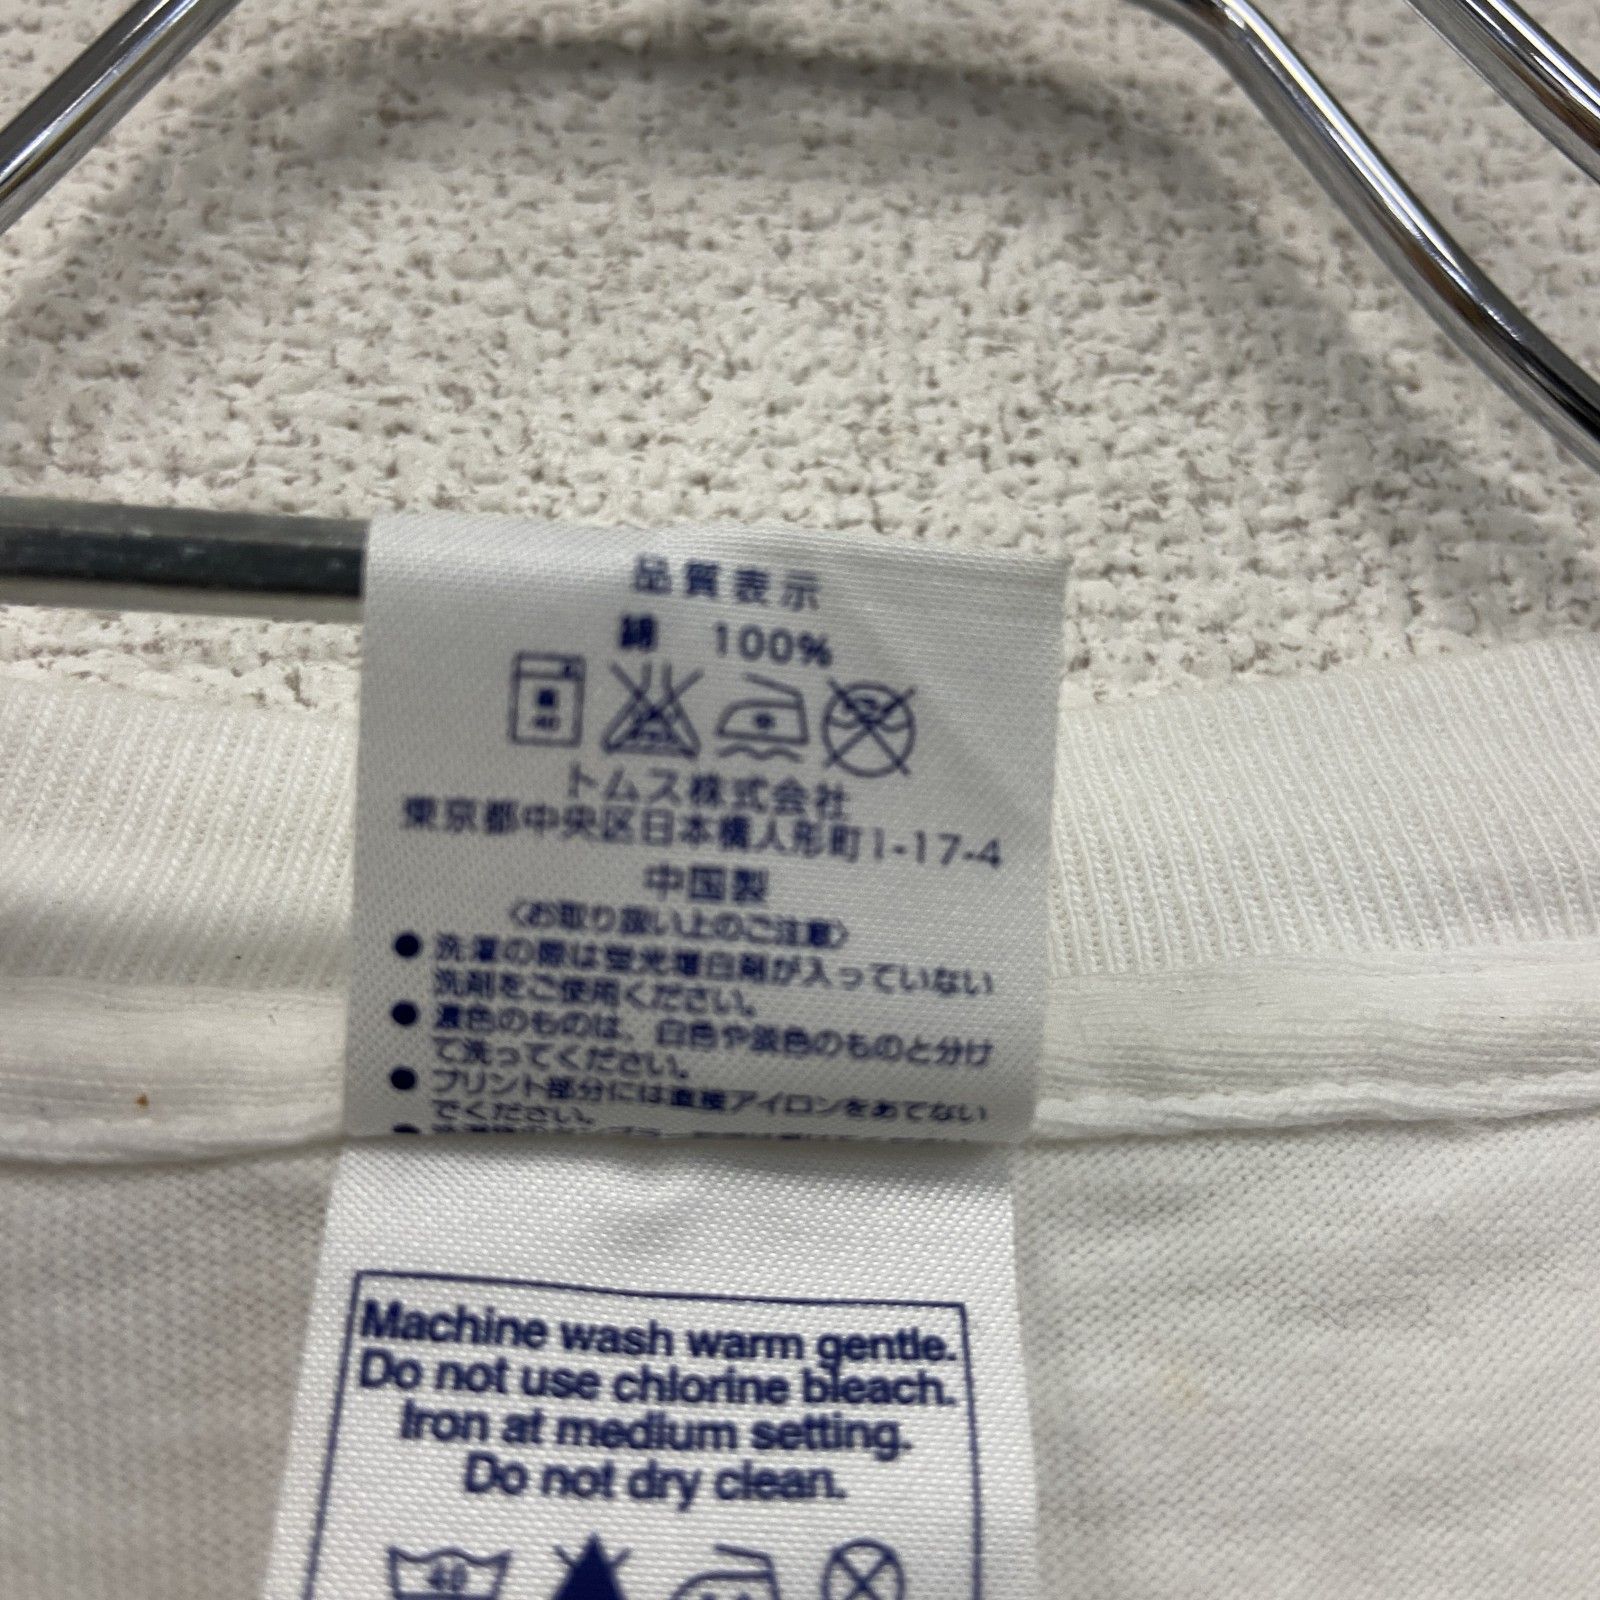 品質表示
綿 100%
弱
40
トムス株式会社
東京都中央区日本橋人形町1-17-4
中国製
〈お取り扱い上のご注意〉
● 洗濯の際は蛍光増白剤が入っていない
洗剤をご使用ください。
● 濃色のものは、白色や淡色のものと分け
て洗ってください。
● プリント部分には直接アイロンをあてない
でください。
Machine wash warm gentle.
Do not use chlorine bleach.
Iron at medium setting.
Do not dry clean.
40